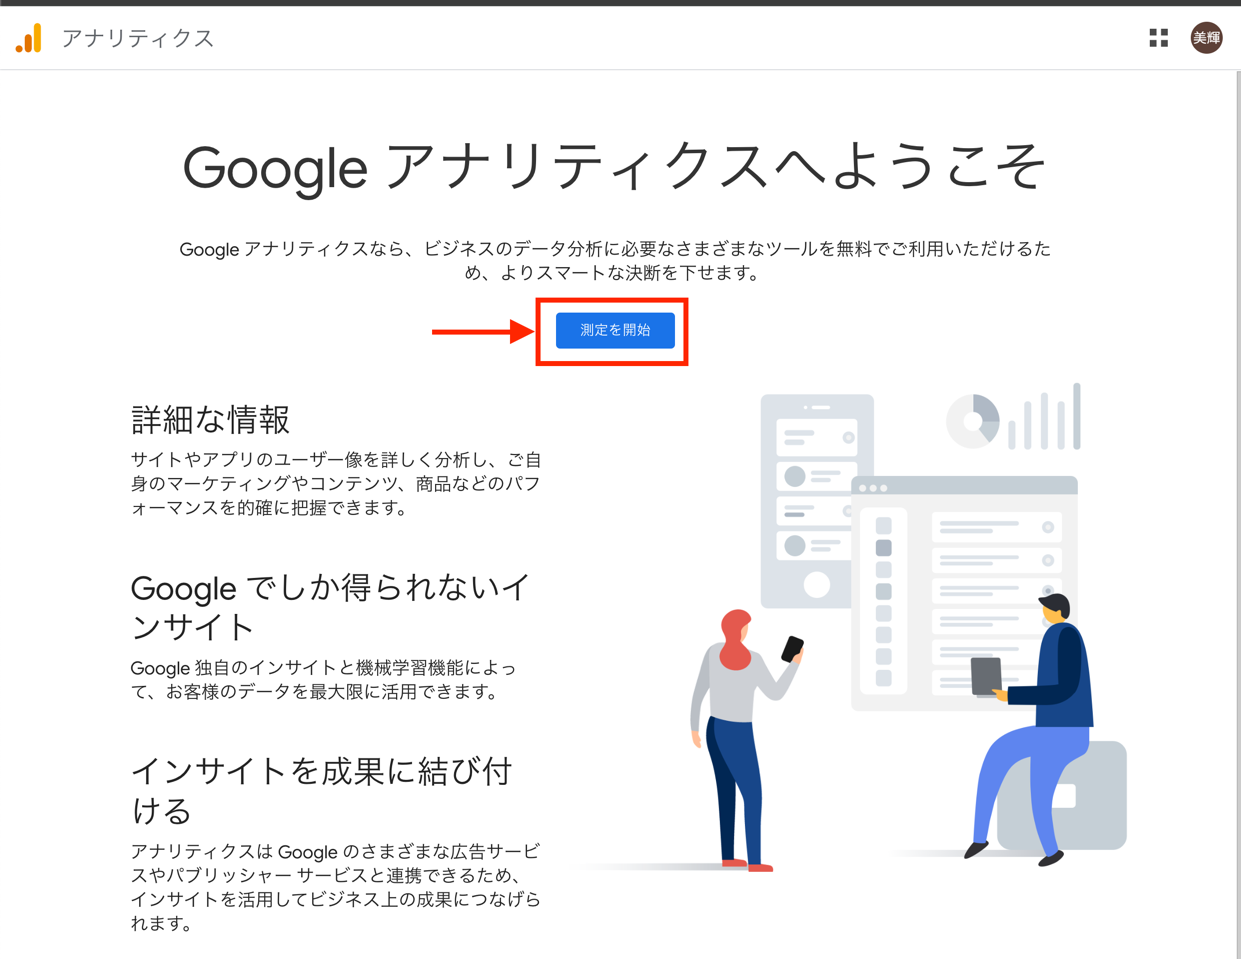 アナリティクス
美輝
Google アナリティクスへようこそ
Google アナリティクスなら、ビジネスのデータ分析に必要なさまざまなツールを無料でご利用いただけるた
め、よりスマートな決断を下せます。
測定を開始
詳細な情報
サイトやアプリのユーザー像を詳しく分析し、ご自
身のマーケティングやコンテンツ、商品などのパフ
ォーマンスを的確に把握できます。
Google でしか得られないイ
ンサイト
Google 独自のインサイトと機械学習機能によっ
て、お客様のデータを最大限に活用できます。
インサイトを成果に結び付
ける
アナリティクスは Google のさまざまな広告サービ
スやパブリッシャー サービスと連携できるため、
インサイトを活用してビジネス上の成果につなげら
れます。